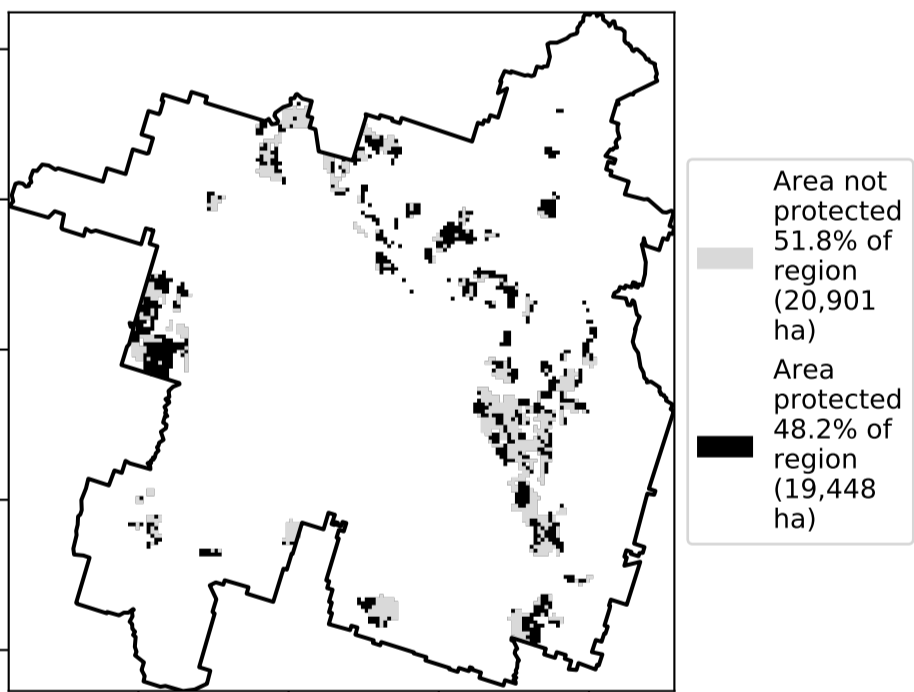 Area not
protected
51.8% of
region
(20,901
ha)
Area
protected
48.2% of
region
(19,448
ha)